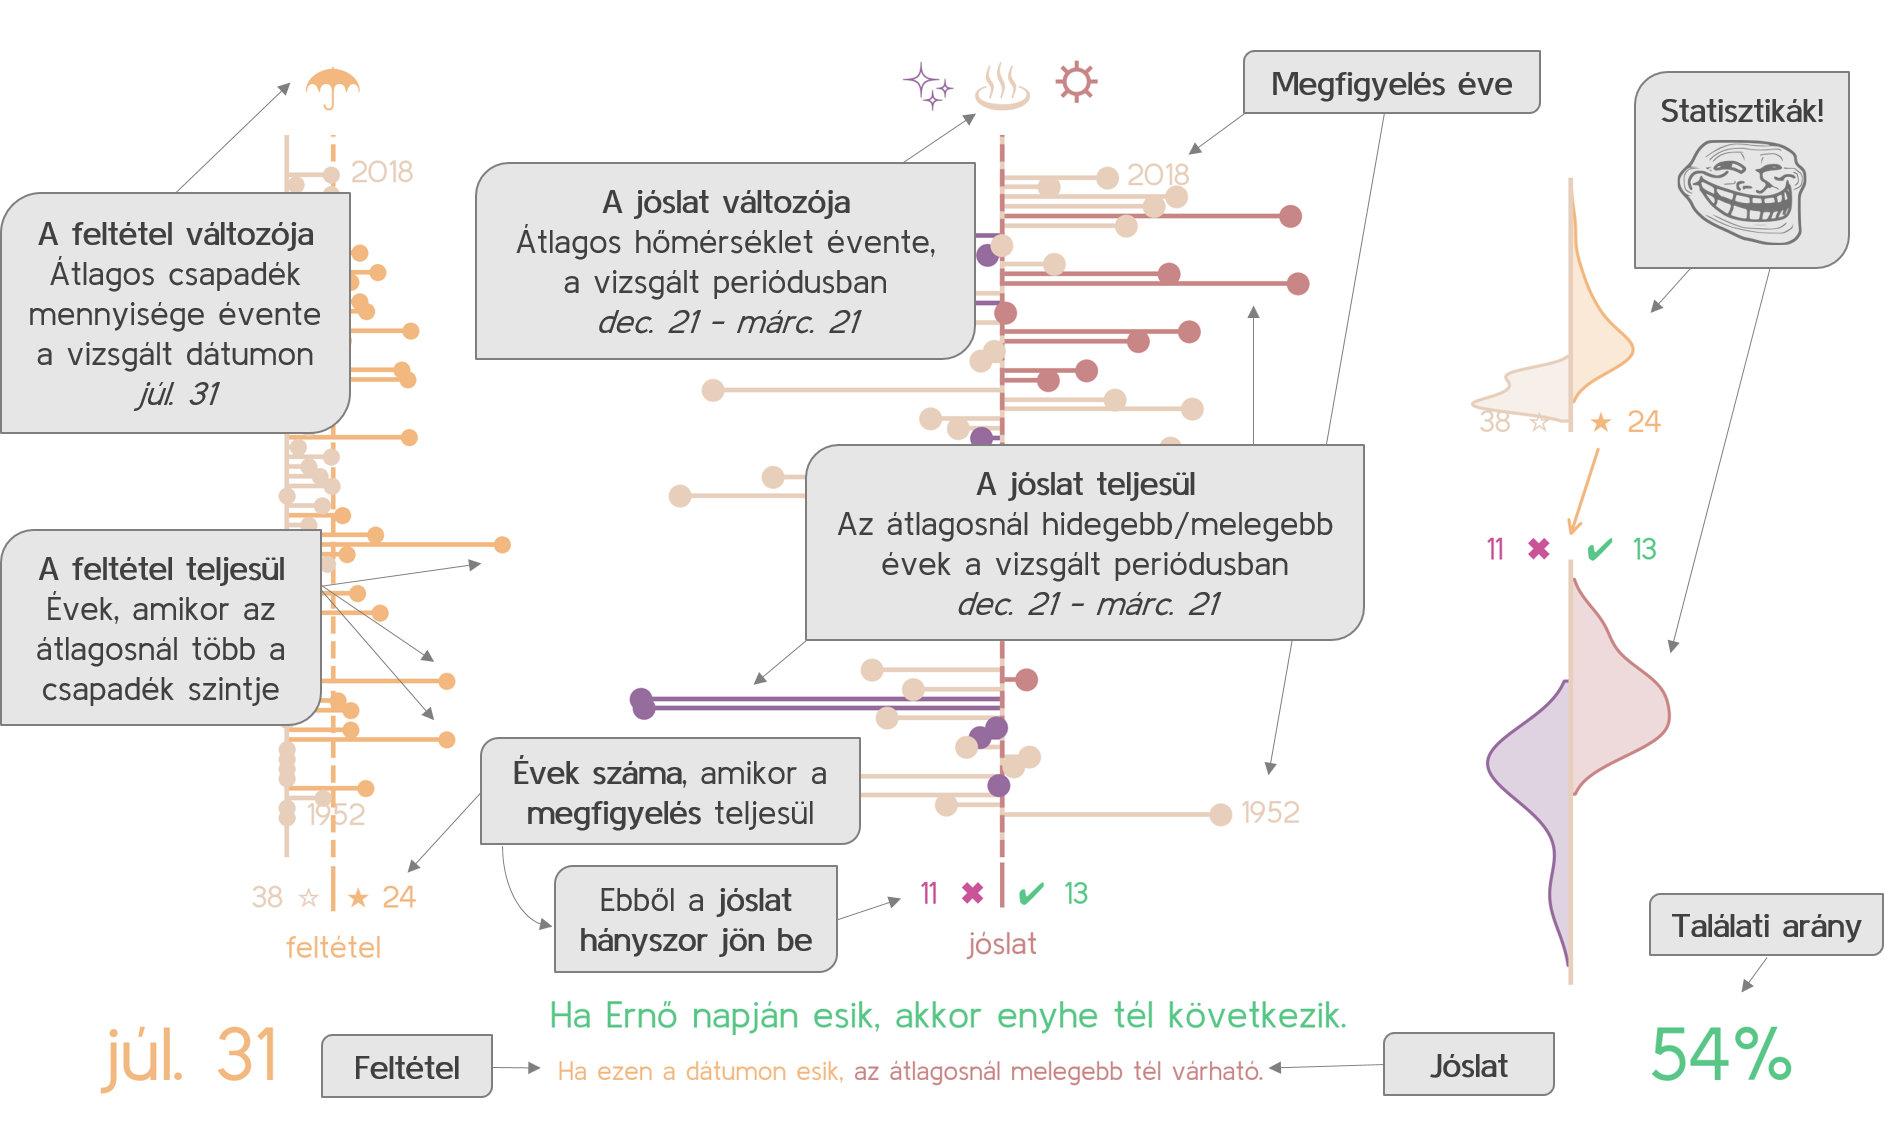 Megfigyelés éve
Statisztikák!
2018
2018
A feltétel változója
Átlagos csapadék
mennyisége évente
a vizsgált dátumon
júl. 31
A jóslat változója
Átlagos hőmérséklet évente,
a vizsgált periódusban
dec. 21 - márc. 21
38 ☆ ★ 24
A jóslat teljesül
Az átlagosnál hidegebb/melegebb
évek a vizsgált periódusban
dec. 21 - márc. 21
11 ✖ ✔ 13
A feltétel teljesül
Évek, amikor az
átlagosnál több a
csapadék szintje
Évek száma, amikor a
megfigyelés teljesül
1952
1952
38 ☆ ★ 24
feltétel
Ebből a jóslat
hányszor jön be
11 ✖ ✔ 13
jóslat
Találati arány
Ha Ernő napján esik, akkor enyhe tél következik.
júl. 31
Feltétel
Ha ezen a dátumon esik, az átlagosnál melegebb tél várható.
Jóslat
54%